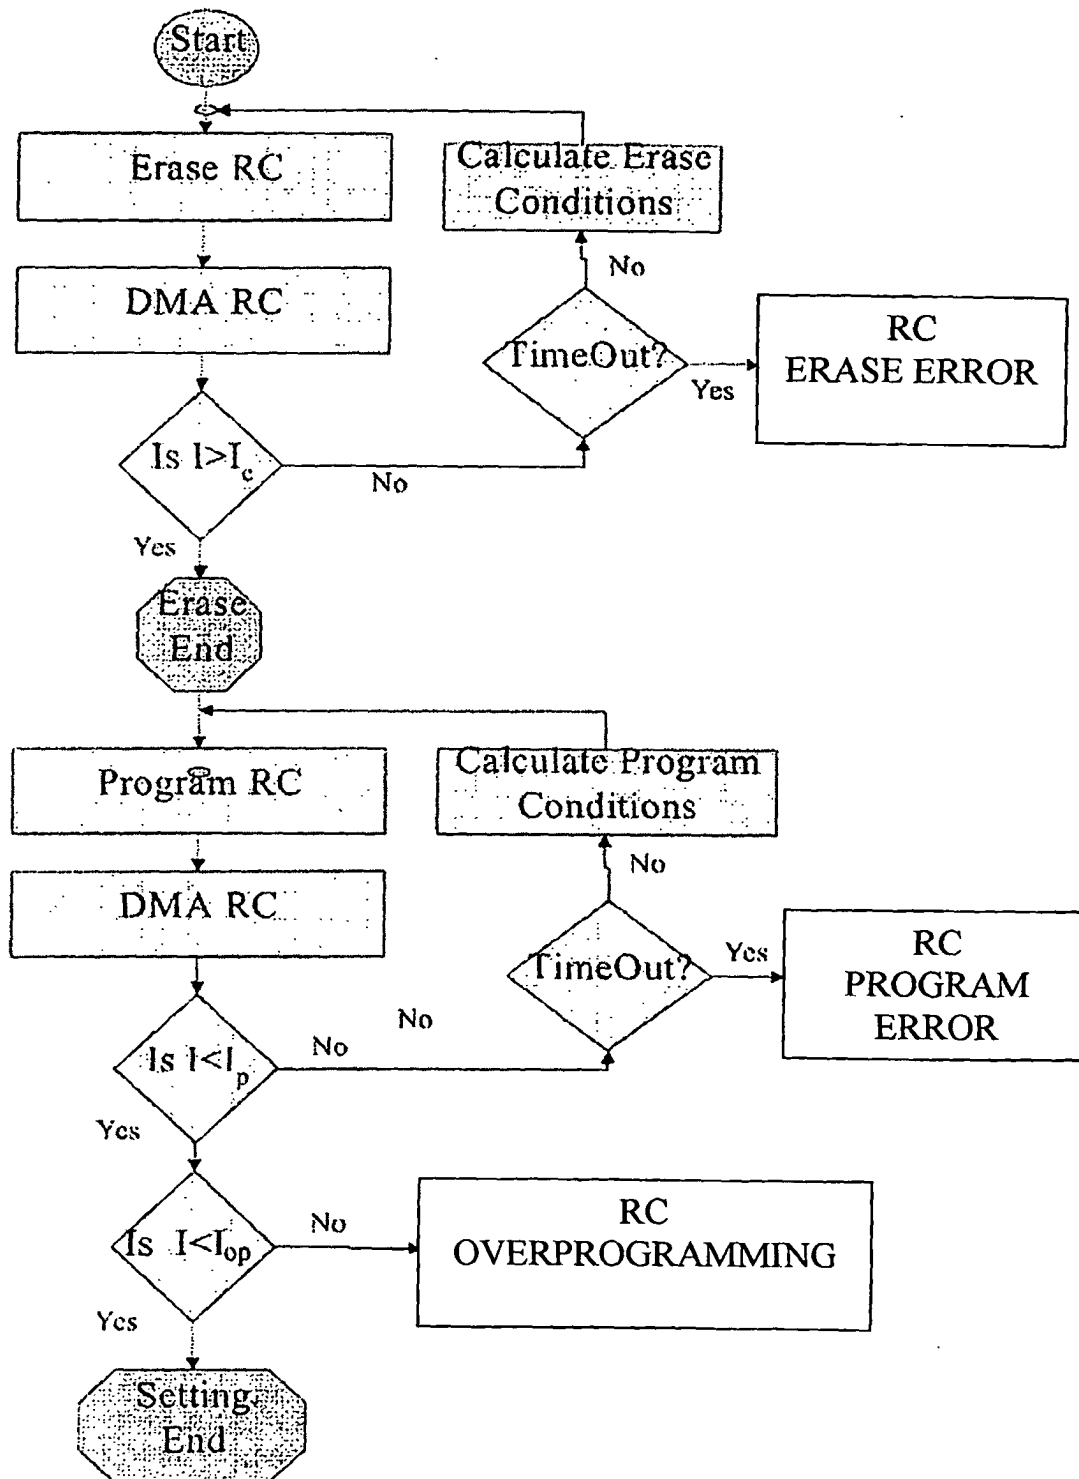 Start
Erase RC
Calculate Erase
Conditions
No
DMA RC
TimeOut?
Yes
RC
ERASE ERROR
Is I>Ie
No
Yes
Erase
End
Program RC
Calculate Program
Conditions
No
DMA RC
TimeOut?
Yes
RC
PROGRAM
ERROR
No
Is I<Ip
No
Yes
Is I<Iop
No
RC
OVERPROGRAMMING
Yes
Setting
End